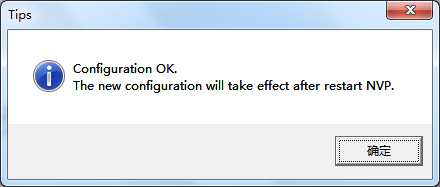 Tips
Configuration OK.
The new configuration will take effect after restart NVP.
确定